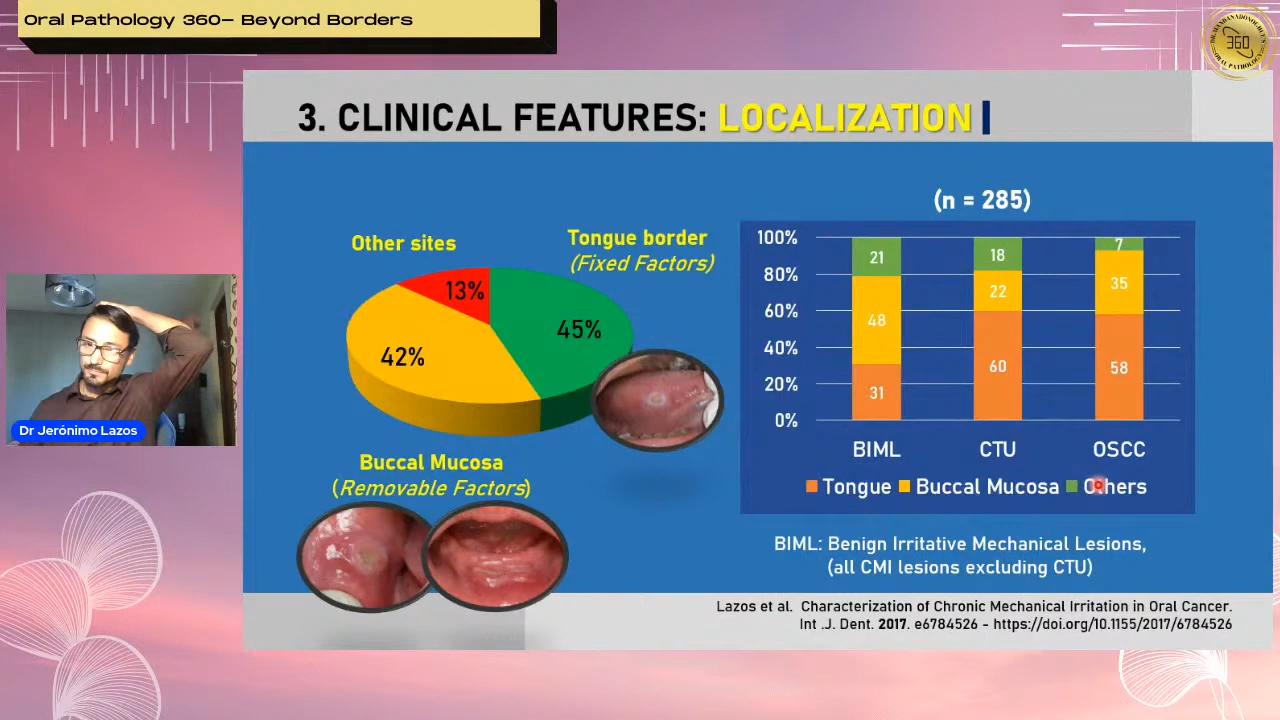 Oral Pathology 360– Beyond Borders
360
ORAL PATHOLOGY
3. CLINICAL FEATURES: LOCALIZATION
(n = 285)
Other sites
Tongue border
(Fixed Factors)
13%
45%
42%
Buccal Mucosa
(Removable Factors)
100%
80%
60%
40%
20%
0%
21
18
7
48
22
35
31
60
58
BIML
CTU
OSCC
Tongue
Buccal Mucosa
Others
BIML: Benign Irritative Mechanical Lesions,
(all CMI lesions excluding CTU)
Lazos et al. Characterization of Chronic Mechanical Irritation in Oral Cancer.
Int .J. Dent. 2017. e6784526 - https://doi.org/10.1155/2017/6784526
Dr Jerónimo Lazos